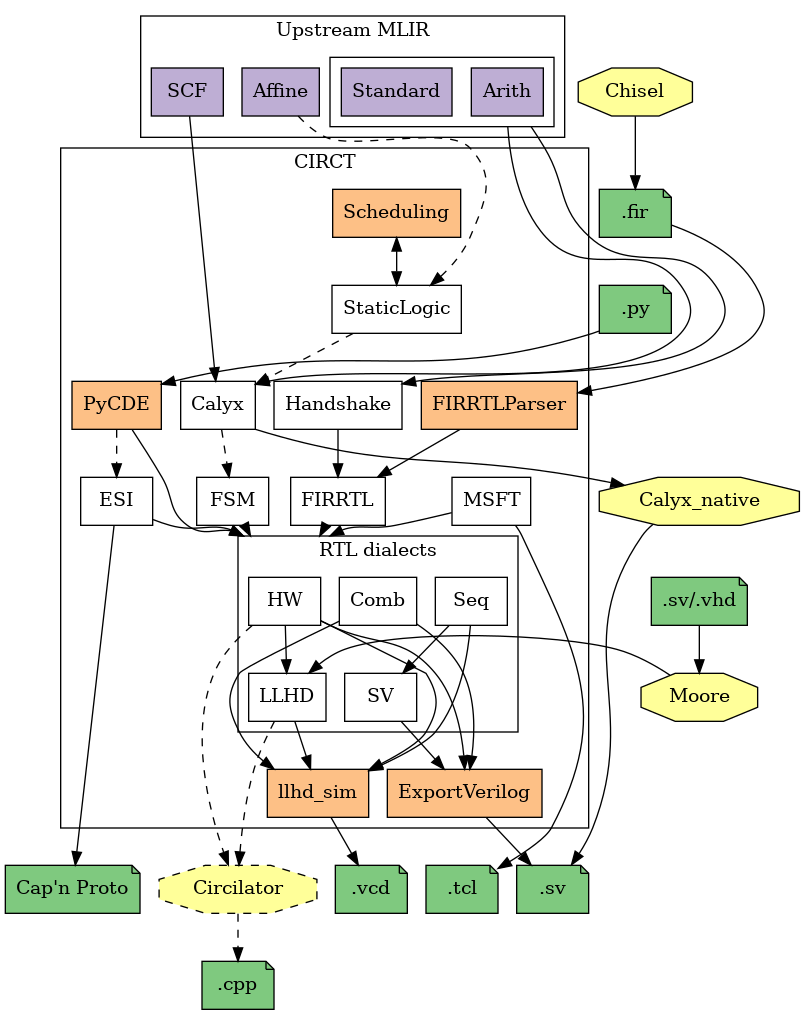 Upstream MLIR
SCF
Affine
Standard
Arith
Chisel
CIRCT
Scheduling
.fir
StaticLogic
.py
PyCDE
Calyx
Handshake
FIRRTLParser
ESI
FSM
FIRRTL
MSFT
Calyx_native
RTL dialects
HW
Comb
Seq
.sv/.vhd
LLHD
SV
Moore
llhd_sim
ExportVerilog
Cap'n Proto
Circilator
.vcd
.tcl
.sv
.cpp